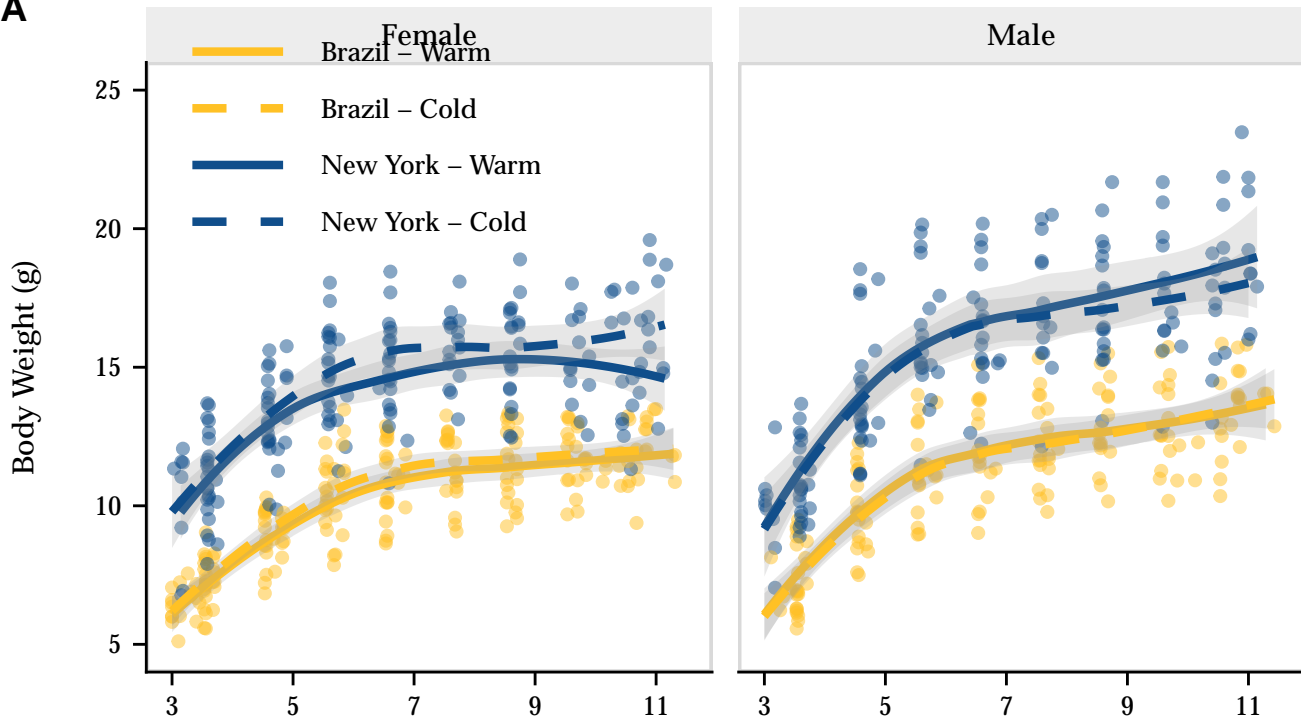 A
Female
Male
Brazil – Warm
Brazil – Cold
New York – Warm
New York – Cold
Body Weight (g)
25
20
15
10
5
3 5 7 9 11
3 5 7 9 11